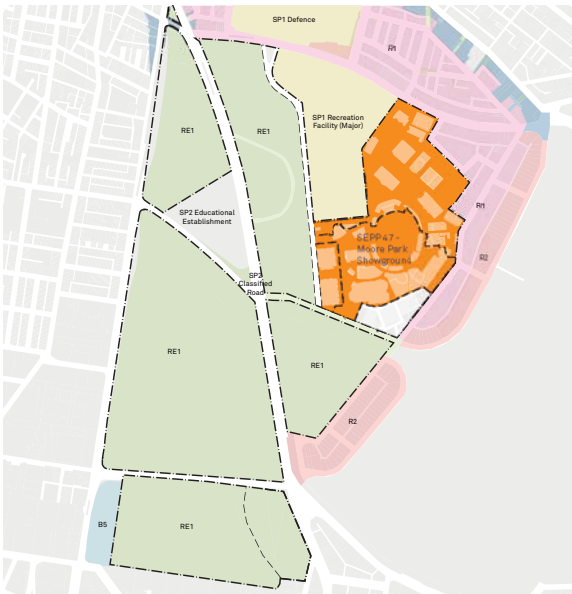 SP1 Defence
R1
SP1 Recreation
Facility (Major)
RE1
RE1
R1
SP2 Educational
Establishment
SEPP47 -
Moore Park
Showground
R2
SP2
Classified
Road
RE1
RE1
R2
B5
RE1